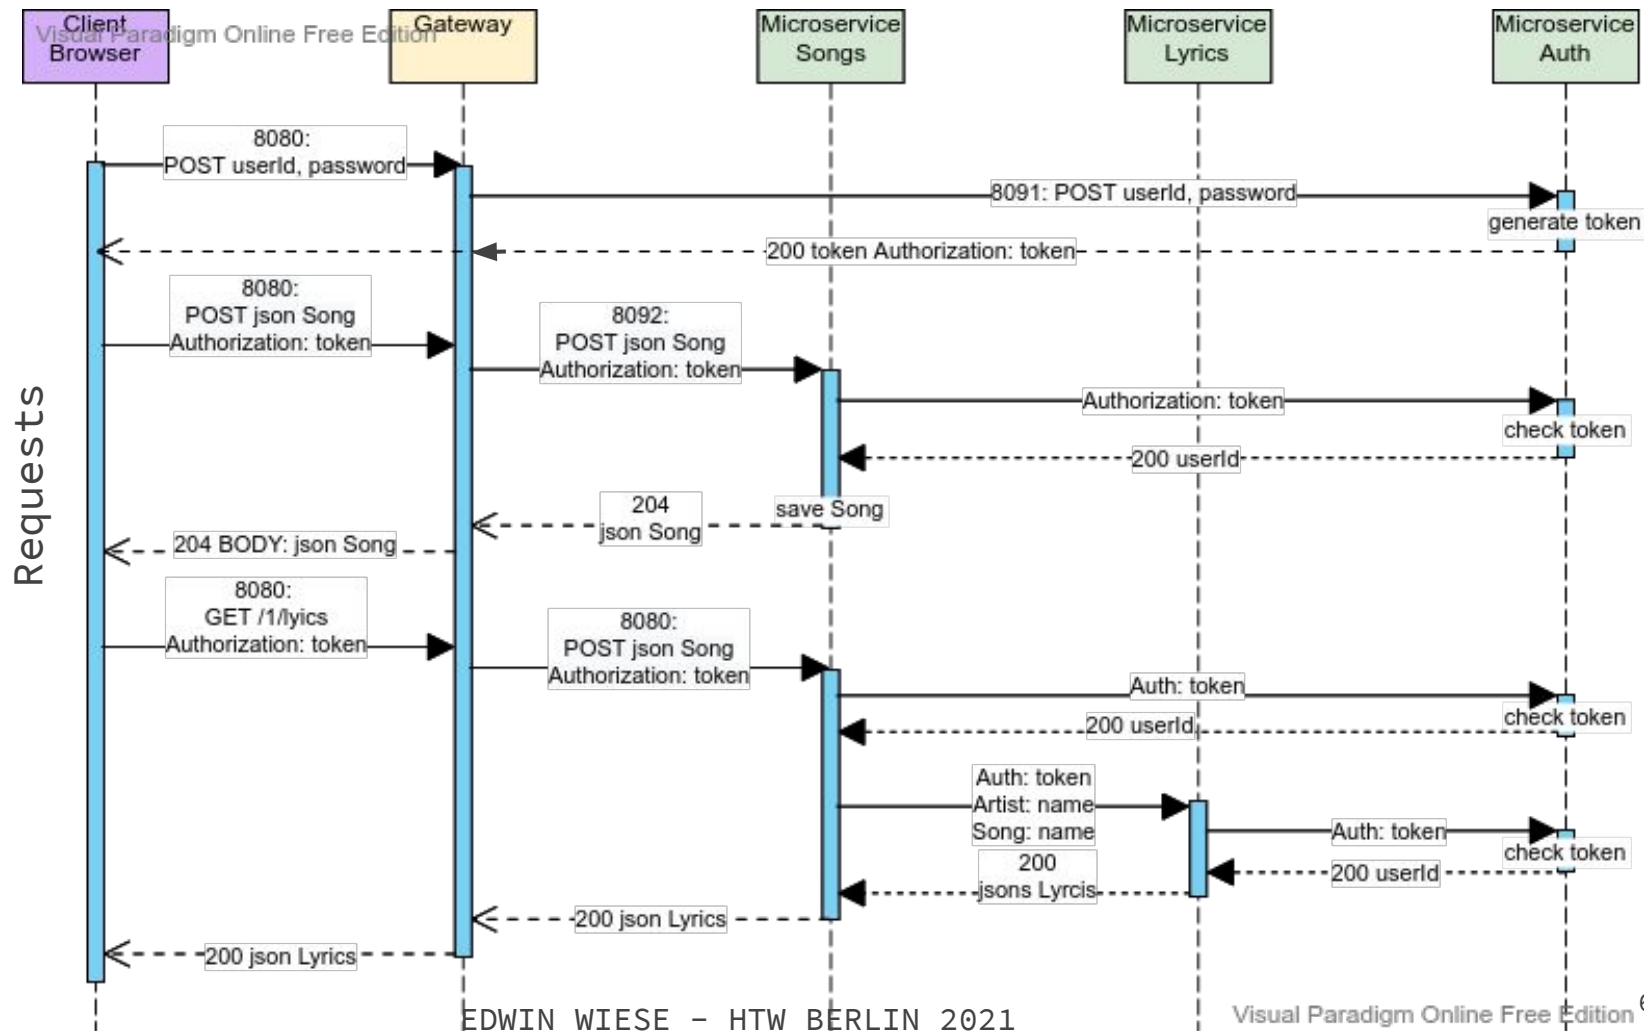 Client
Browser
Visual Paradigm Online Free Edition
Gateway
Microservice
Songs
Microservice
Lyrics
Microservice
Auth
8080:
POST userId, password
8091: POST userId, password
generate token
200 token Authorization: token
8080:
POST json Song
Authorization: token
8092:
POST json Song
Authorization: token
Authorization: token
check token
200 userId
save Song
204
json Song
204 BODY: json Song
Requests
8080:
GET /1/lyics
Authorization: token
8080:
POST json Song
Authorization: token
Auth: token
check token
200 userId
Auth: token
Artist: name
Song: name
Auth: token
check token
200 userId
200
jsons Lyrcis
200 json Lyrics
200 json Lyrics
EDWIN WIESE – HTW BERLIN 2021
Visual Paradigm Online Free Edition